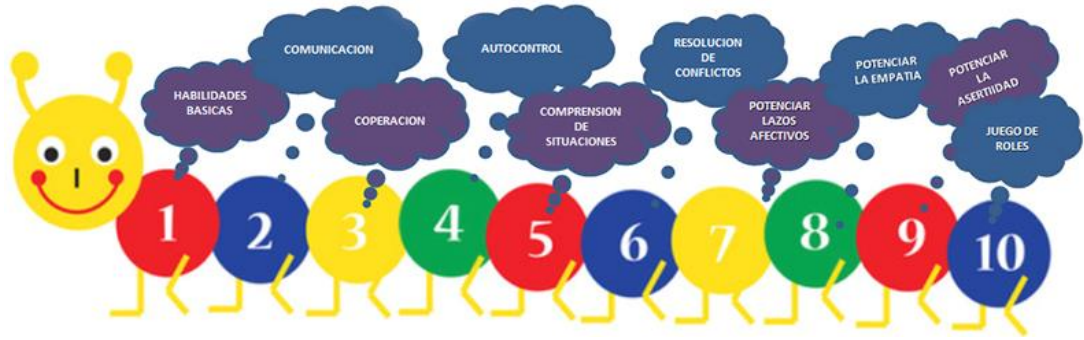 HABILIDADES
BASICAS
COMUNICACION
COPERACION
AUTOCONTROL
COMPRENSION
DE
SITUACIONES
RESOLUCION
DE
CONFLICTOS
POTENCIAR
LAZOS
AFECTIVOS
POTENCIAR
LA EMPATIA
POTENCIAR
LA
ASERTIIDAD
JUEGO DE
ROLES
1
2
3
4
5
6
7
8
9
10